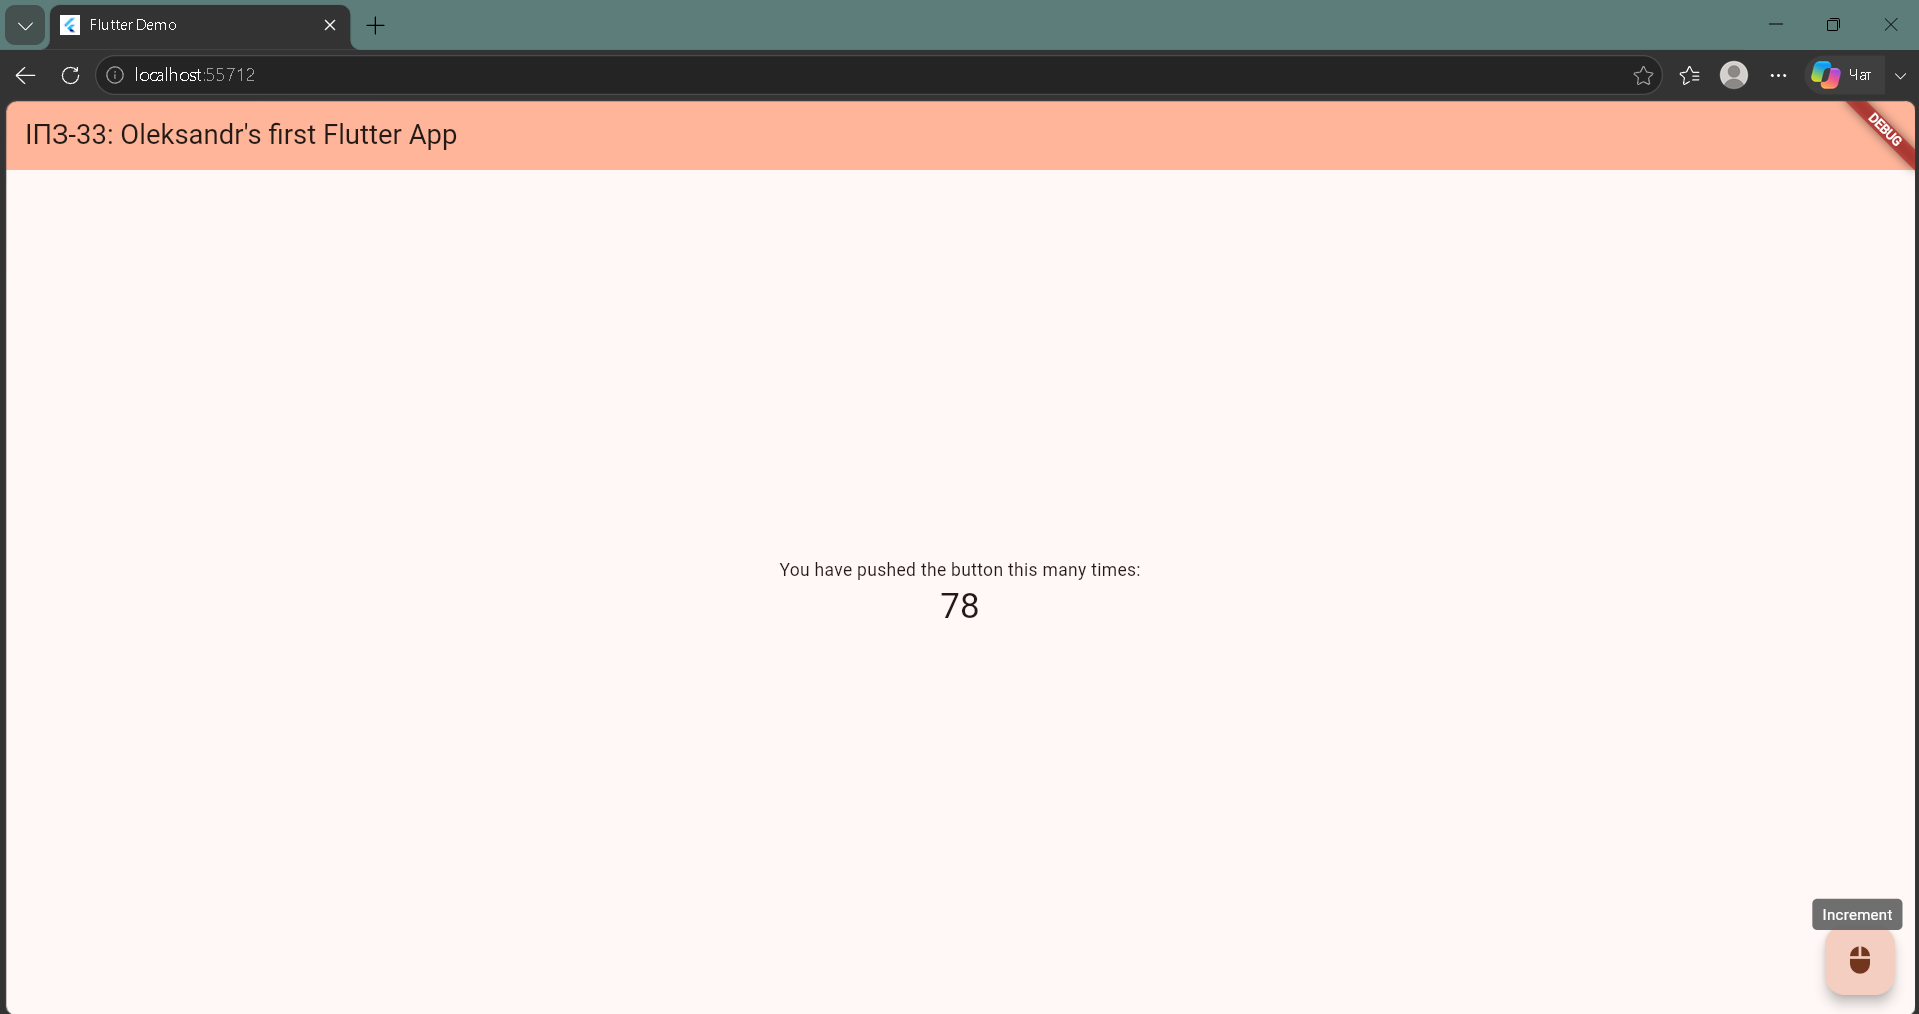 Flutter Demo
localhost:55712
Чат
ІПЗ-33: Oleksandr's first Flutter App
DEBUG
You have pushed the button this many times:
78
Increment